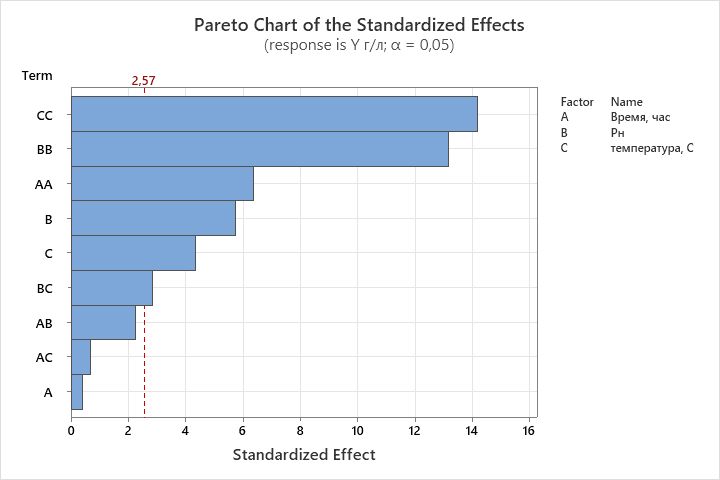 Pareto Chart of the Standardized Effects
(response is Y г/л; α = 0,05)
Term
2,57
CC
BB
AA
B
C
BC
AB
AC
A
0 2 4 6 8 10 12 14 16
Standardized Effect
Factor Name
A Время, час
B Рн
C температура, С